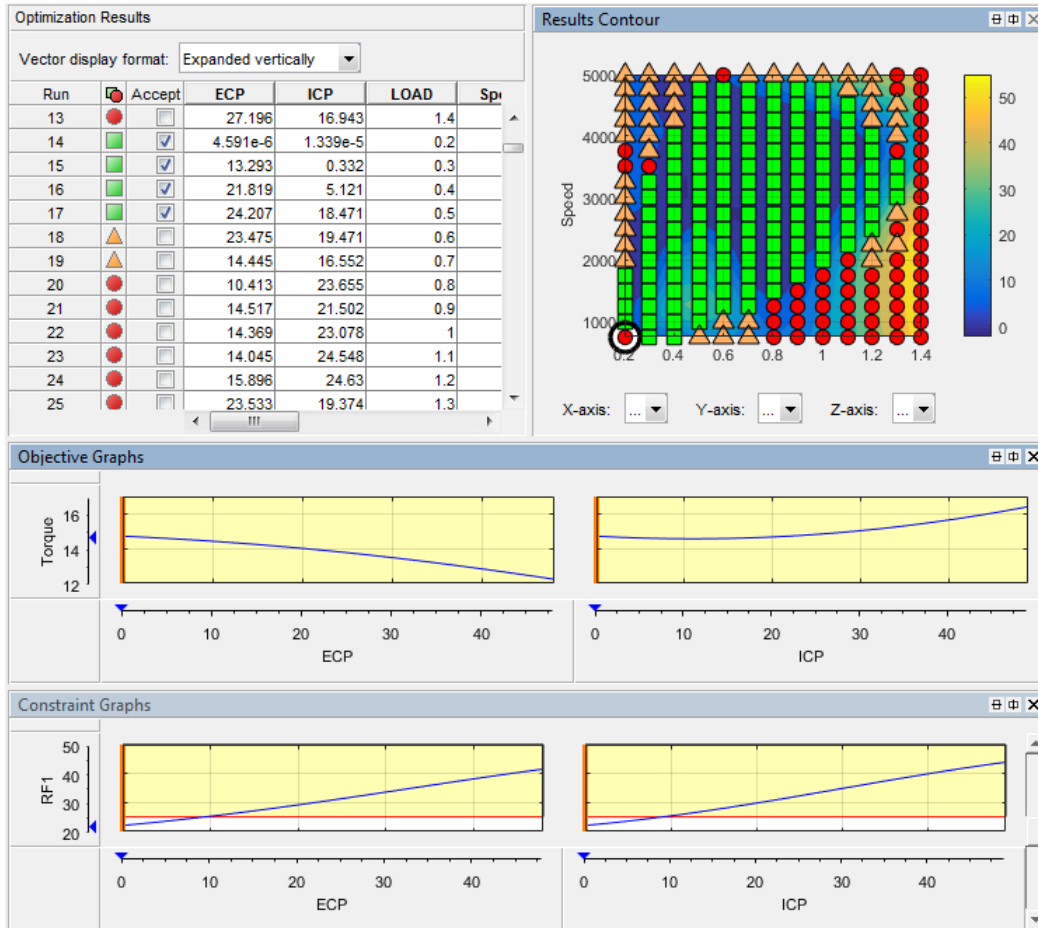 Optimization Results
Vector display format: Expanded vertically
Run Accept ECP ICP LOAD Spe
13 27.196 16.943 1.4
14 4.591e-6 1.339e-5 0.2
15 13.293 0.332 0.3
16 21.819 5.121 0.4
17 24.207 18.471 0.5
18 23.475 19.471 0.6
19 14.445 16.552 0.7
20 10.413 23.655 0.8
21 14.517 21.502 0.9
22 14.369 23.078 1
23 14.045 24.548 1.1
24 15.896 24.63 1.2
25 23.533 19.374 1.3
Results Contour
5000
4000
3000
2000
1000
Speed
0.2 0.4 0.6 0.8 1 1.2 1.4
50
40
30
20
10
0
X-axis: ... Y-axis: ... Z-axis: ...
Objective Graphs
Torque
16
14
12
0 10 20 30 40
ECP
0 10 20 30 40
ICP
Constraint Graphs
RF1
50
40
30
20
0 10 20 30 40
ECP
0 10 20 30 40
ICP